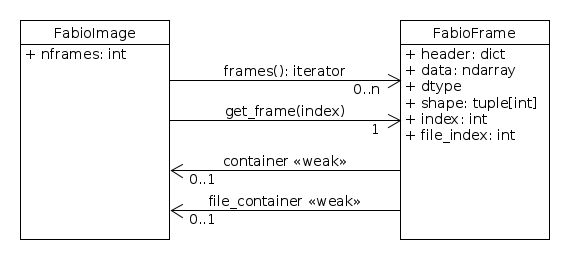 FabioImage
+ nframes: int
frames(): iterator
0..n
get_frame(index)
1
container «weak»
0..1
file_container «weak»
0..1
FabioFrame
+ header: dict
+ data: ndarray
+ dtype
+ shape: tuple[int]
+ index: int
+ file_index: int